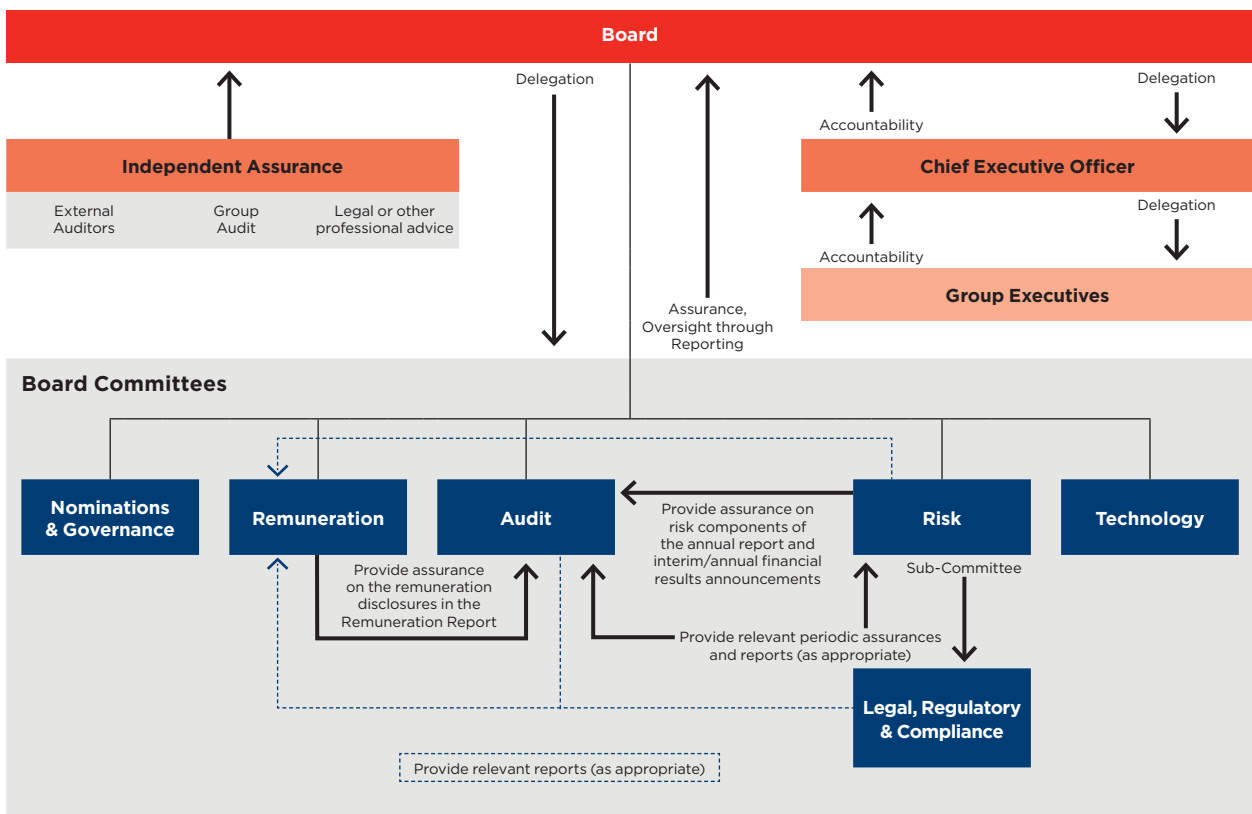 Board
Delegation
Delegation
Accountability
Independent Assurance
Chief Executive Officer
External
Auditors
Group
Audit
Legal or other
professional advice
Delegation
Accountability
Group Executives
Assurance,
Oversight through
Reporting
Board Committees
Nominations
& Governance
Remuneration
Audit
Provide assurance on
risk components of
the annual report and
interim/annual financial
results announcements
Risk
Technology
Provide assurance
on the remuneration
disclosures in the
Remuneration Report
Sub-Committee
Provide relevant periodic assurances
and reports (as appropriate)
Legal, Regulatory
& Compliance
Provide relevant reports (as appropriate)